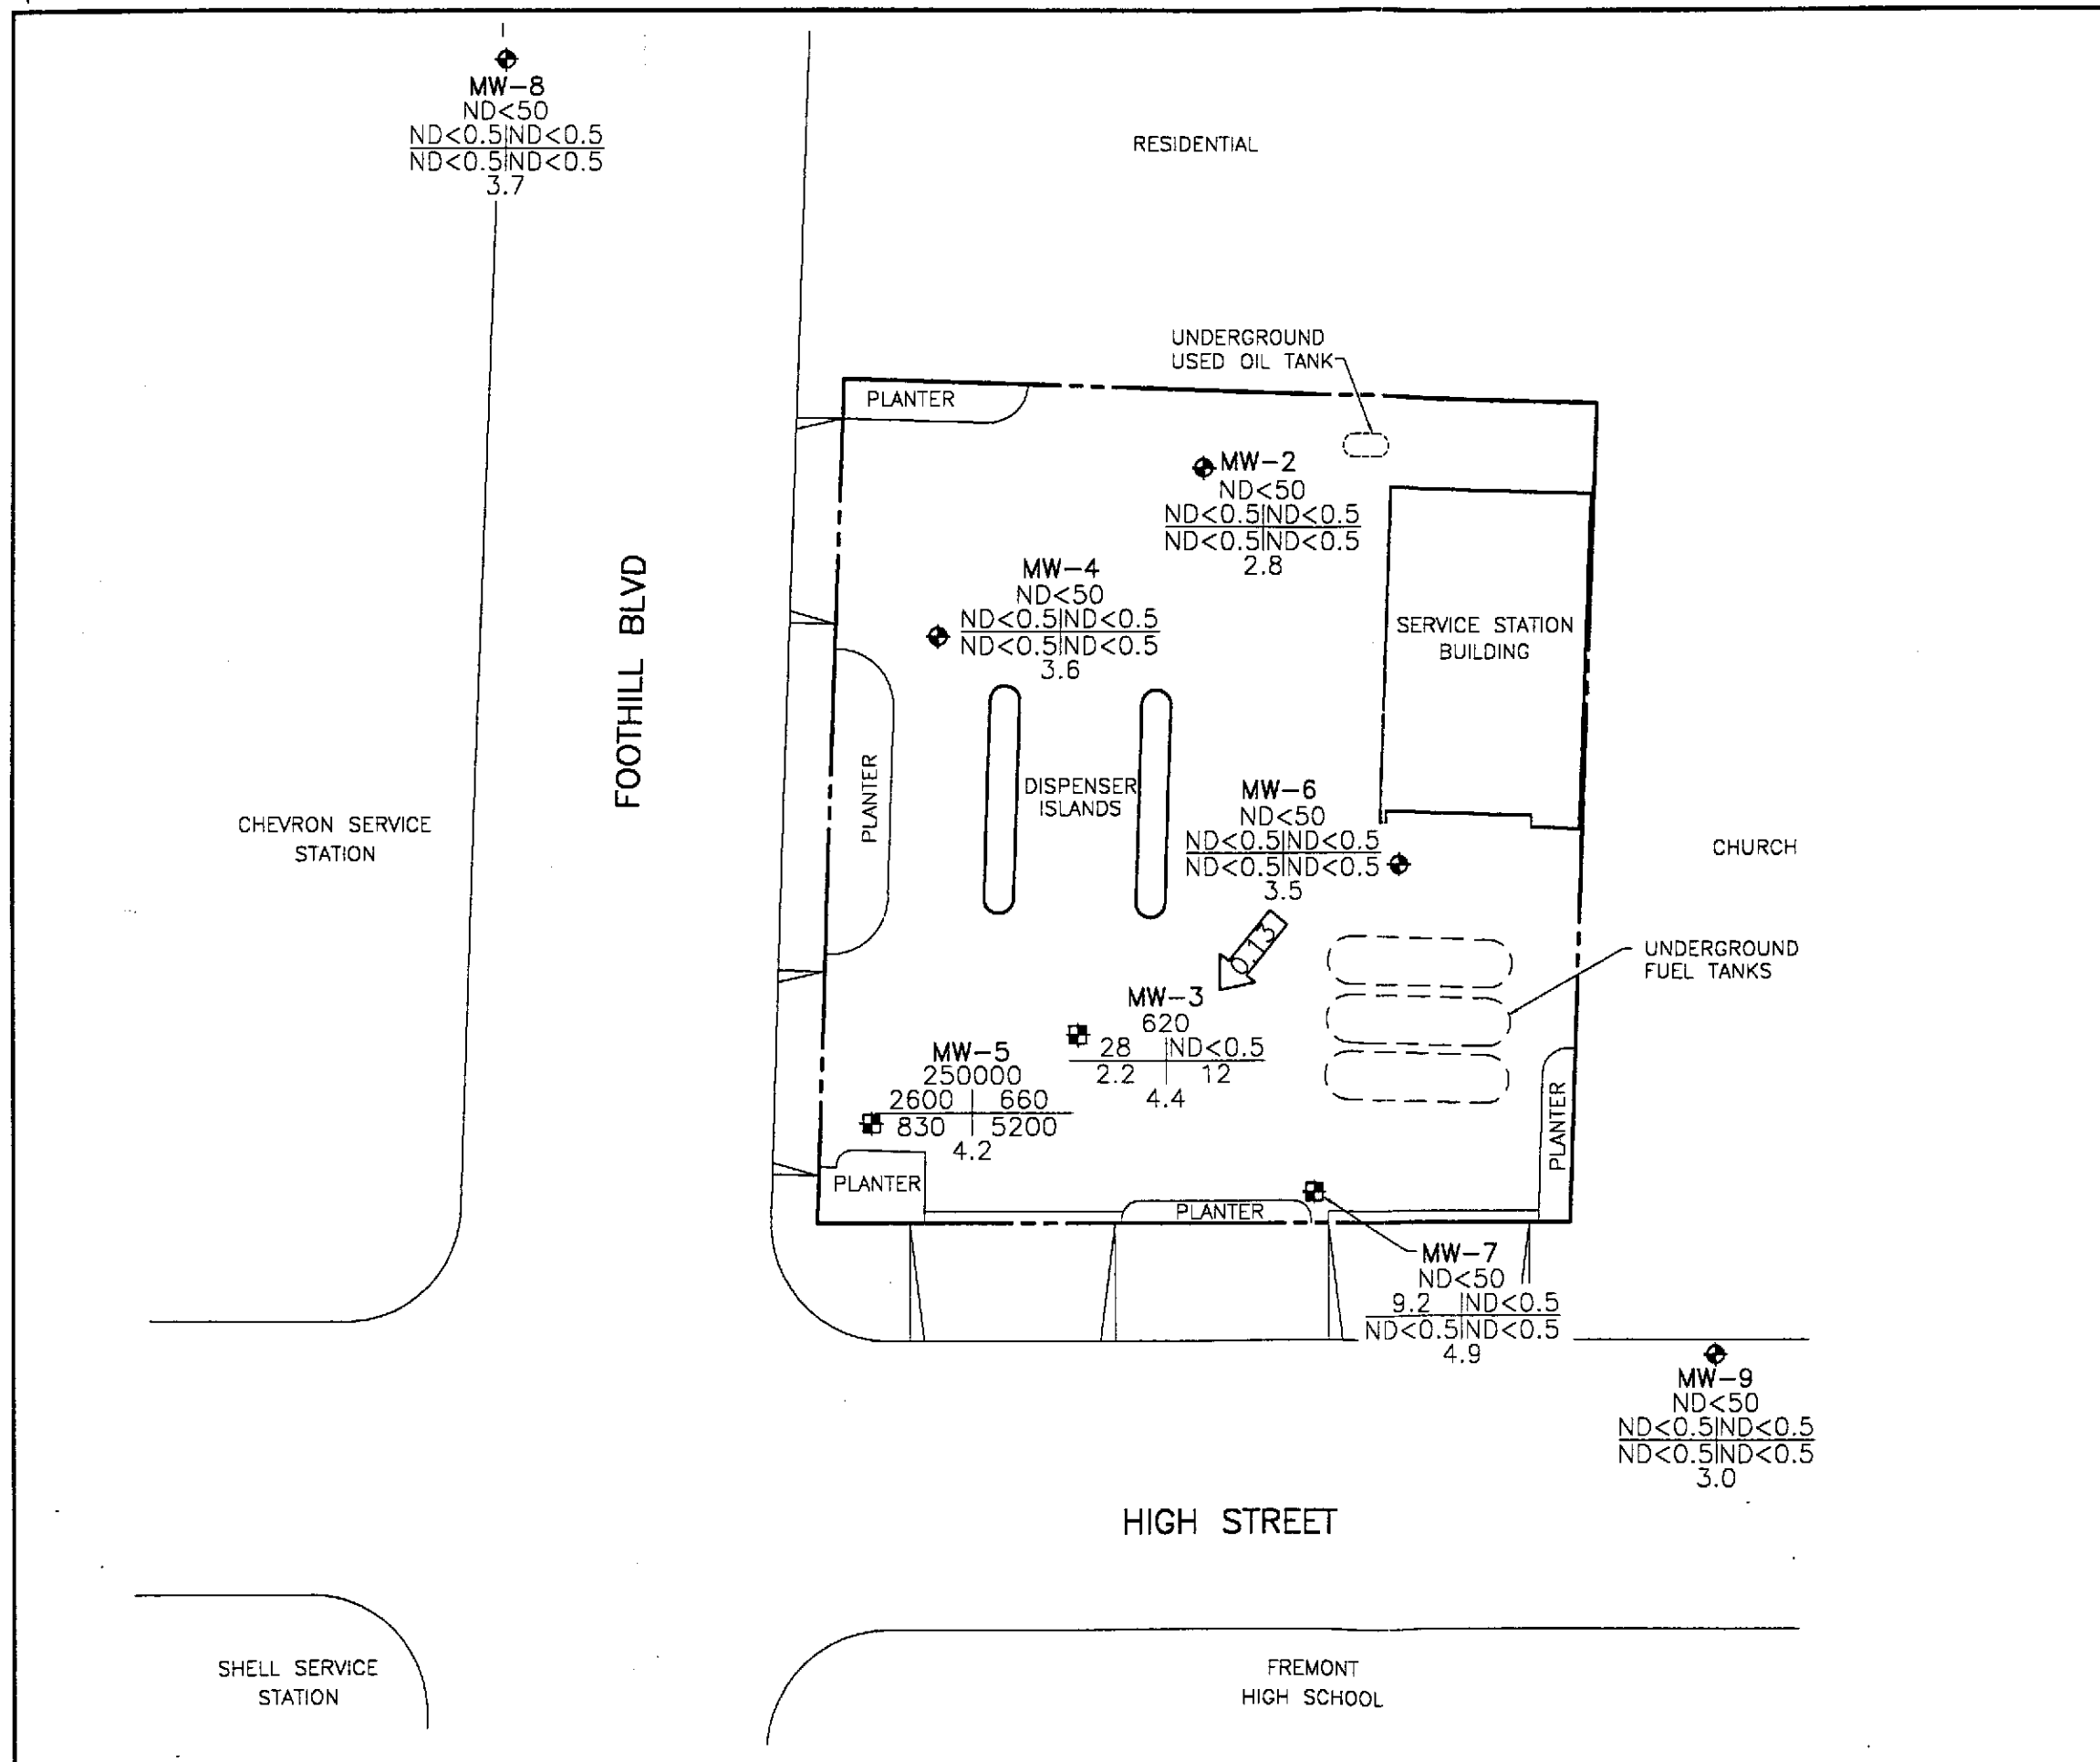 MW-8
ND<50
ND<0.5|ND<0.5
ND<0.5|ND<0.5
3.7
RESIDENTIAL
UNDERGROUND
USED OIL TANK
PLANTER
MW-2
ND<50
ND<0.5|ND<0.5
ND<0.5|ND<0.5
2.8
MW-4
ND<50
ND<0.5|ND<0.5
ND<0.5|ND<0.5
3.6
SERVICE STATION
BUILDING
FOOTHILL BLVD
PLANTER
DISPENSER
ISLANDS
MW-6
ND<50
ND<0.5|ND<0.5
ND<0.5|ND<0.5
3.5
CHEVRON SERVICE
STATION
CHURCH
0.13
UNDERGROUND
FUEL TANKS
MW-3
620
28 |ND<0.5
2.2 | 12
4.4
MW-5
250000
2600 | 660
830 | 5200
4.2
PLANTER
PLANTER
PLANTER
MW-7
ND<50
9.2 |ND<0.5
ND<0.5|ND<0.5
4.9
MW-9
ND<50
ND<0.5|ND<0.5
ND<0.5|ND<0.5
3.0
HIGH STREET
SHELL SERVICE
STATION
FREMONT
HIGH SCHOOL